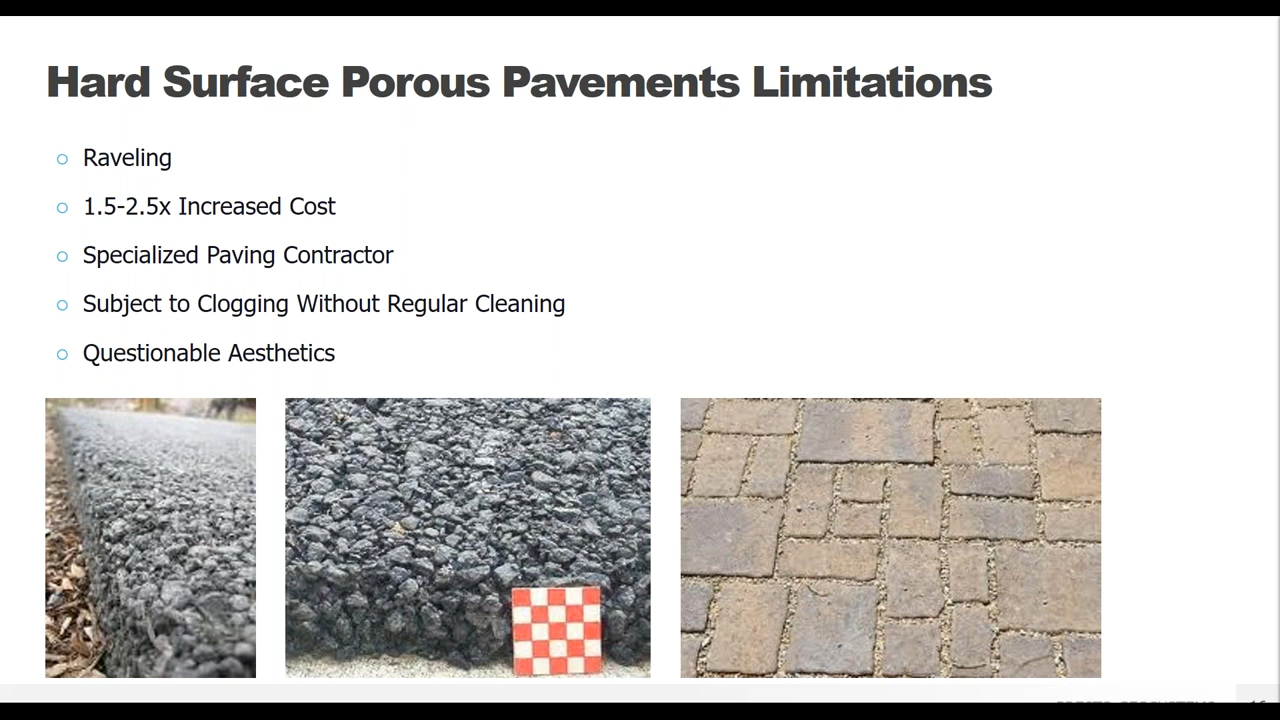 Hard Surface Porous Pavements Limitations
Raveling
1.5-2.5x Increased Cost
Specialized Paving Contractor
Subject to Clogging Without Regular Cleaning
Questionable Aesthetics